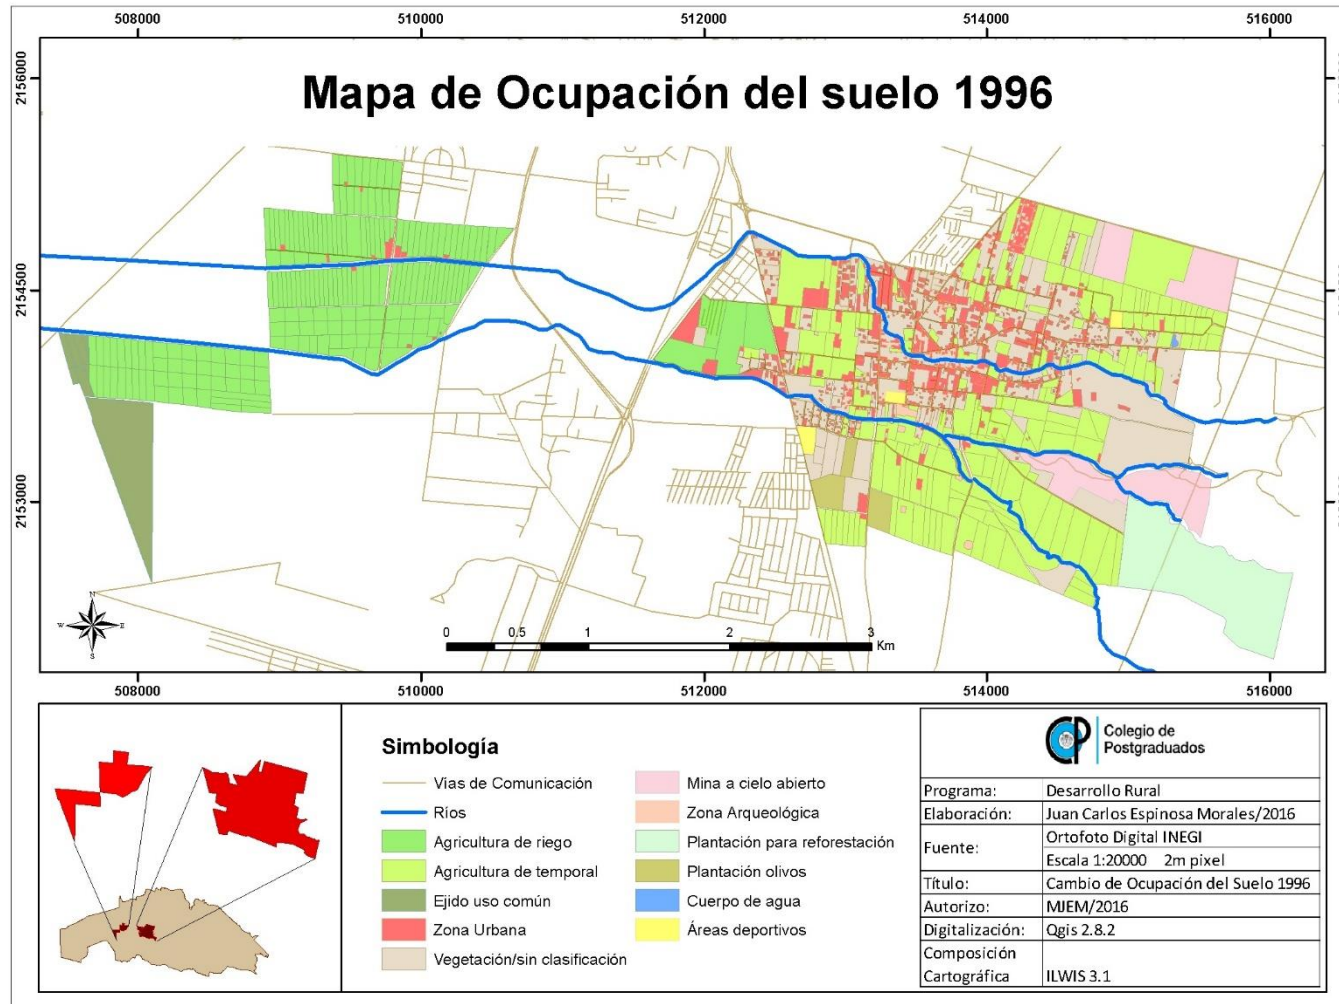 508000 510000 512000 514000 516000
2156000
Mapa de Ocupación del suelo 1996
2154500
2153000
N
W E
S
0 0.5 1 2 3
Km
508000 510000 512000 514000 516000
Simbología
Vías de Comunicación
Ríos
Agricultura de riego
Agricultura de temporal
Ejido uso común
Zona Urbana
Vegetación/sin clasificación
Mina a cielo abierto
Zona Arqueológica
Plantación para reforestación
Plantación olivos
Cuerpo de agua
Áreas deportivos
CP
Colegio de
Postgraduados
Programa: Desarrollo Rural
Elaboración: Juan Carlos Espinosa Morales/2016
Fuente: Ortofoto Digital INEGI
Escala 1:20000 2m pixel
Título: Cambio de Ocupación del Suelo 1996
Autorizo: MJEM/2016
Digitalización: Qgis 2.8.2
Composición
Cartográfica ILWIS 3.1